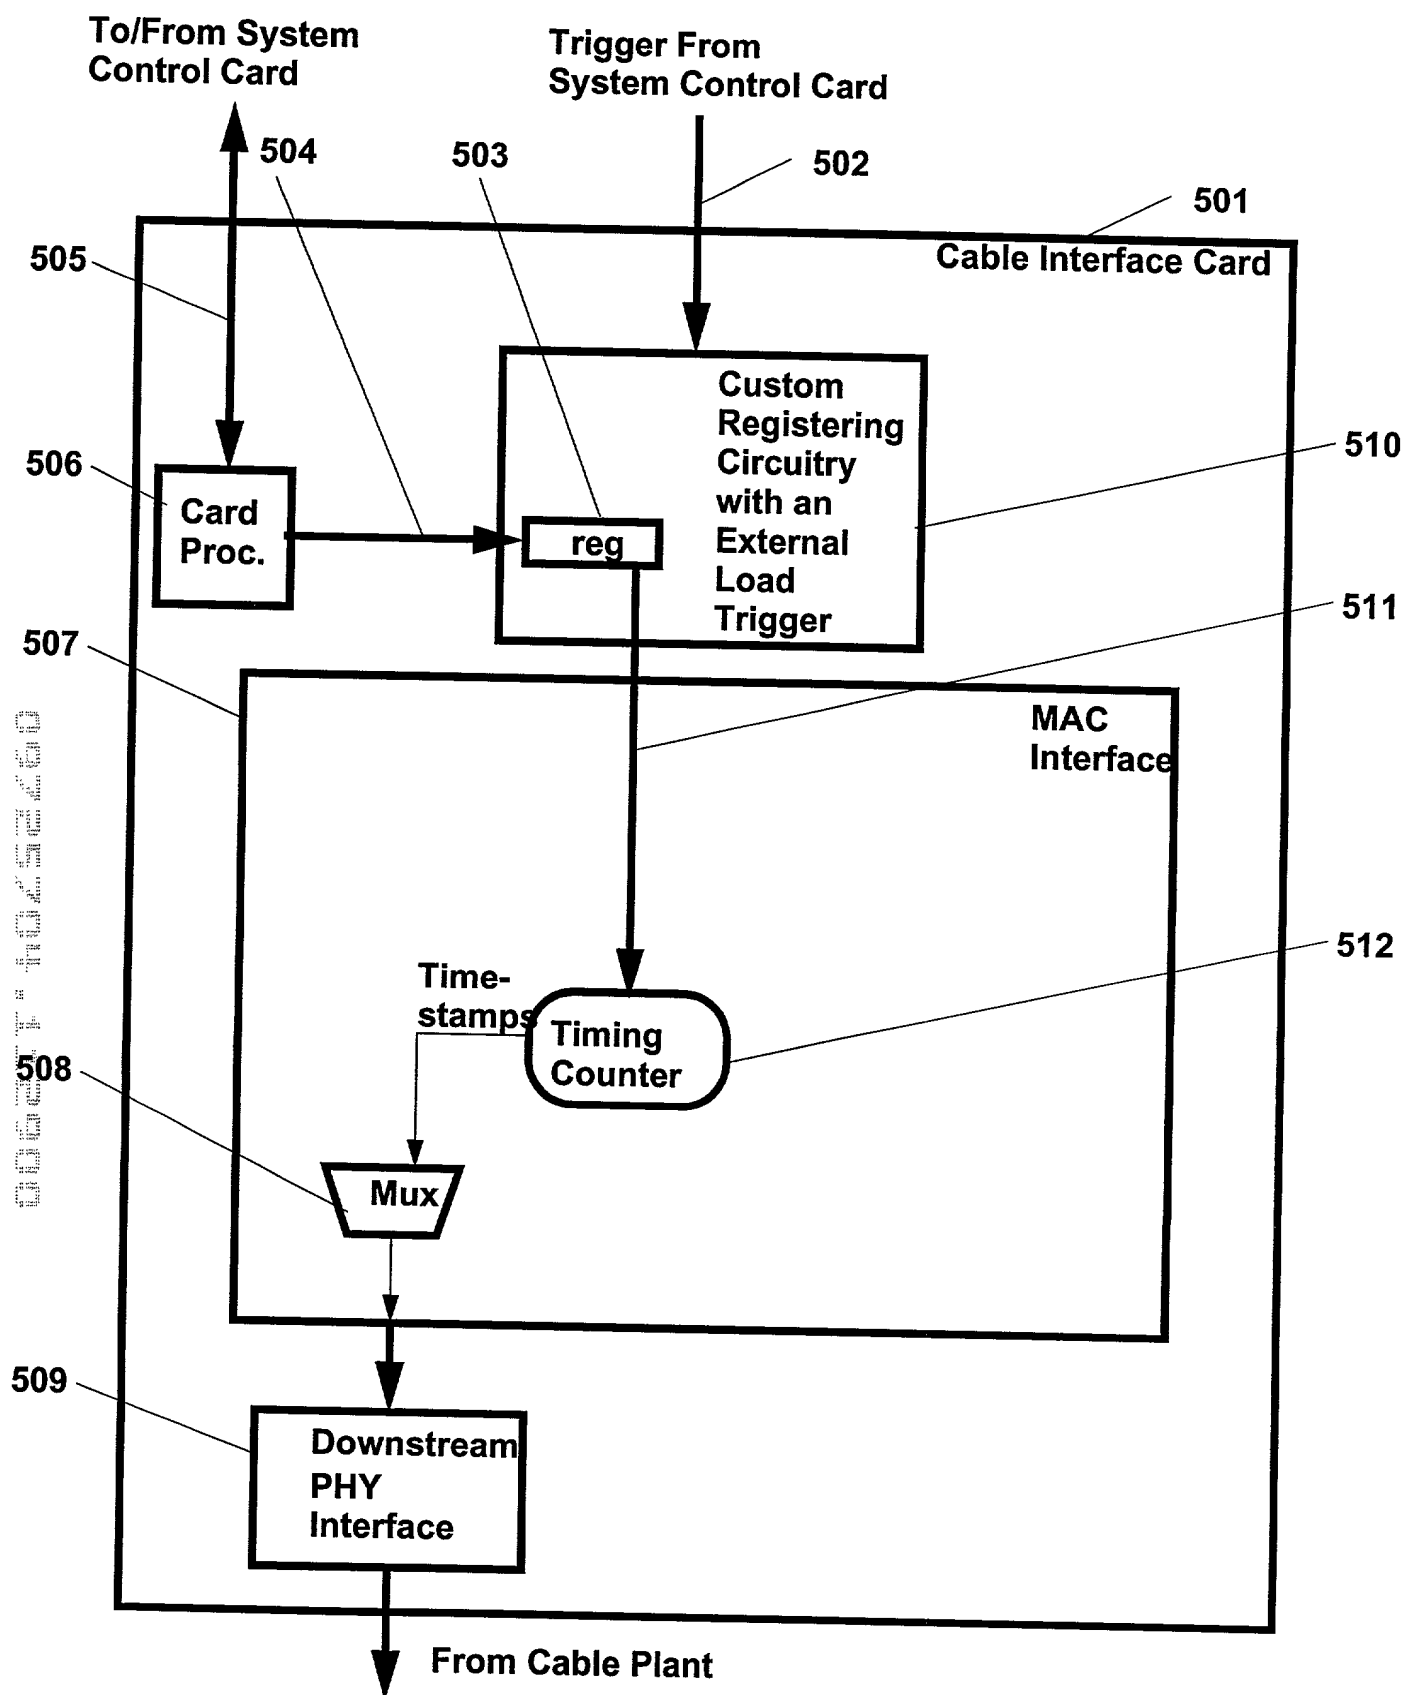 To/From System
Control Card
Trigger From
System Control Card
504
503
502
501
Cable Interface Card
505
Custom
Registering
Circuitry
with an
External
Load
Trigger
510
506
Card
Proc.
reg
511
507
MAC
Interface
512
Time-
stamps
Timing
Counter
508
Mux
509
Downstream
PHY
Interface
From Cable Plant